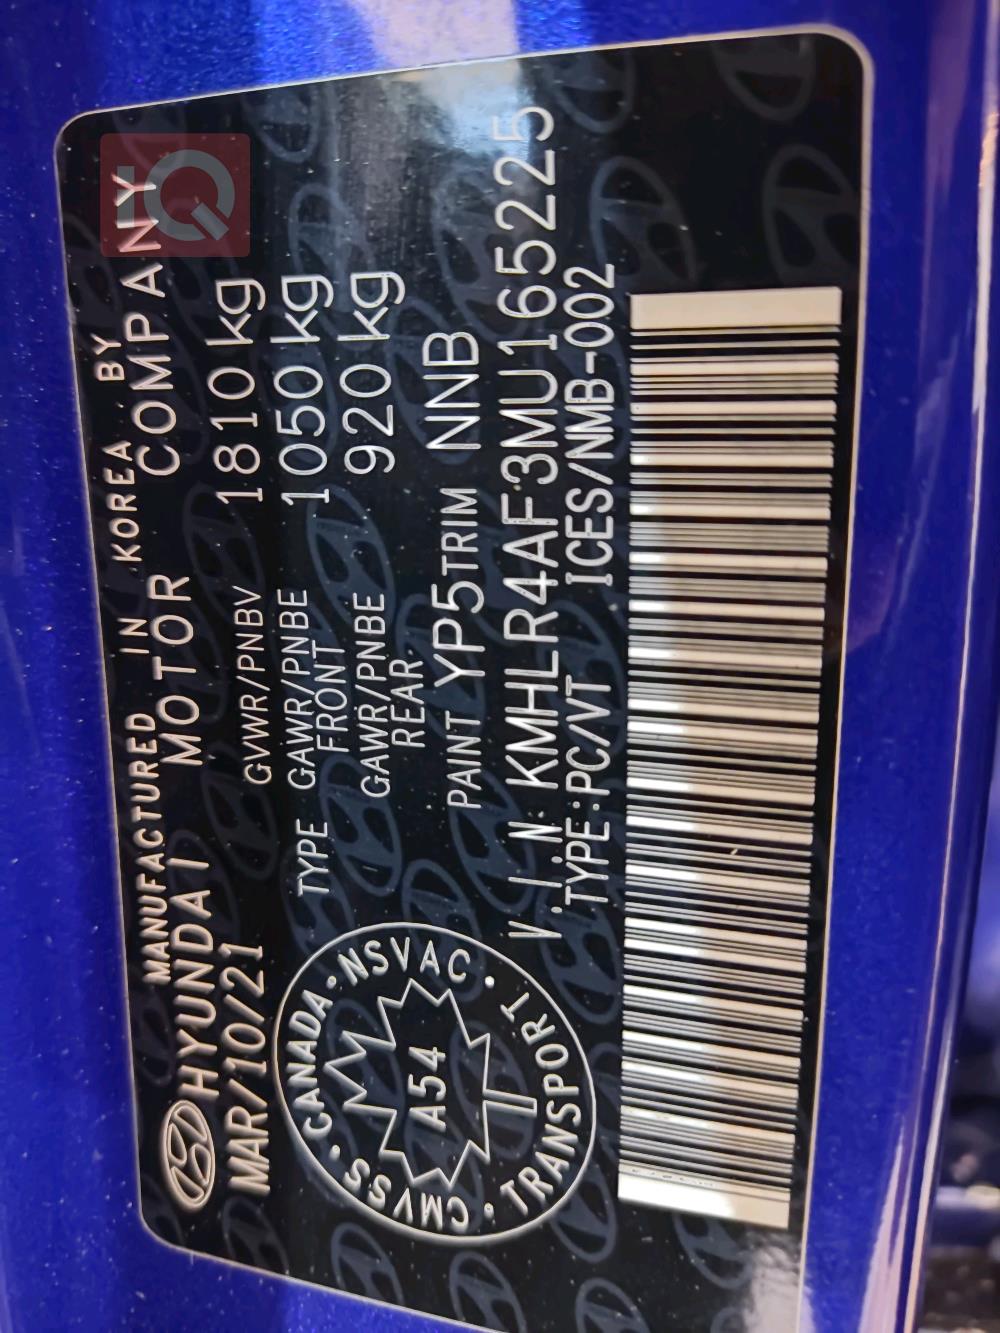 MANUFACTURED IN KOREA BY
HYUNDAI MOTOR COMPANY
MAR/10/21
GVWR/PNBV 1810 kg
TYPE GAWR/PNBE FRONT 1050 kg
GAWR/PNBE REAR 920 kg
CANADA · NSVAC · TRANSPORT · CMVSS
A54
PAINT YP5 TRIM NNB
V.I.N. KMHLR4AF3MU165225
TYPE:PC/VT ICES/NMB-002
IQ